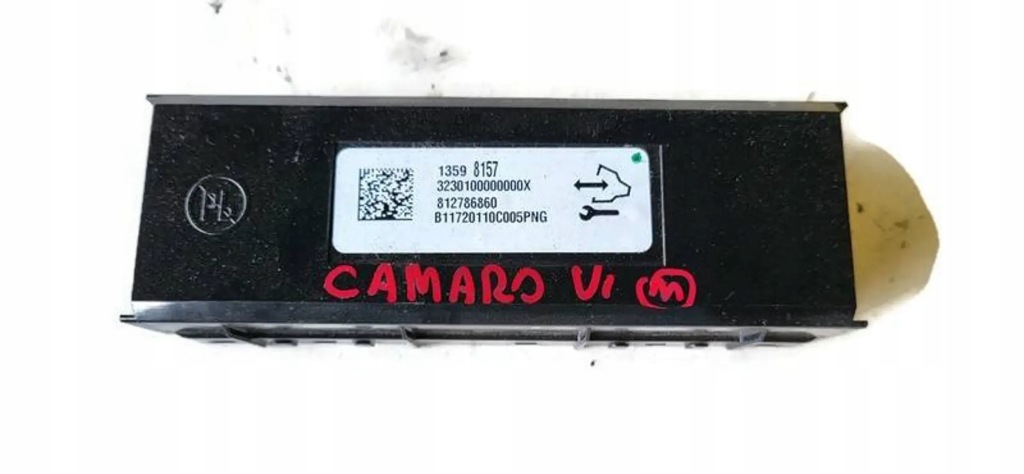 1359 8157
3230100000000X
812786860
B11720110C005PNG
CAMARO VI (M)